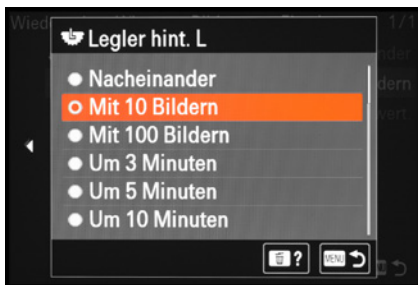 1/1
Legler hint. L
Nacheinander
Mit 10 Bildern
Mit 100 Bildern
Um 3 Minuten
Um 5 Minuten
Um 10 Minuten
? MENU